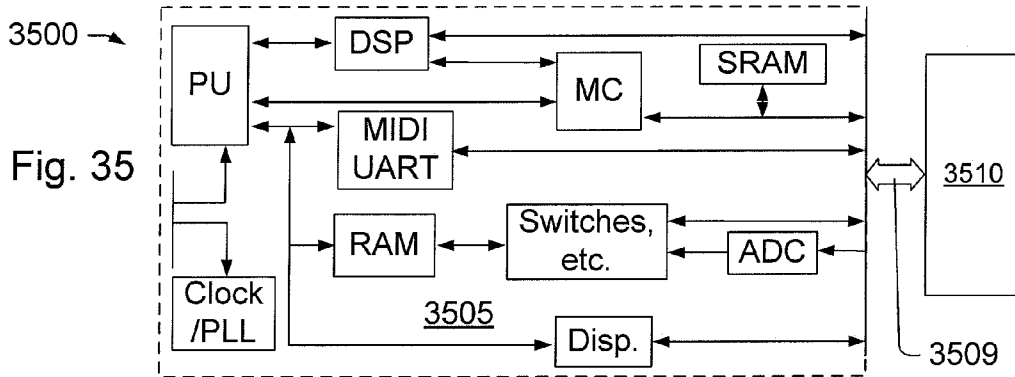 3500
DSP
SRAM
PU
MC
MIDI
UART
Fig. 35
3510
RAM
Switches,
etc.
ADC
Clock
/PLL
3505
Disp.
3509